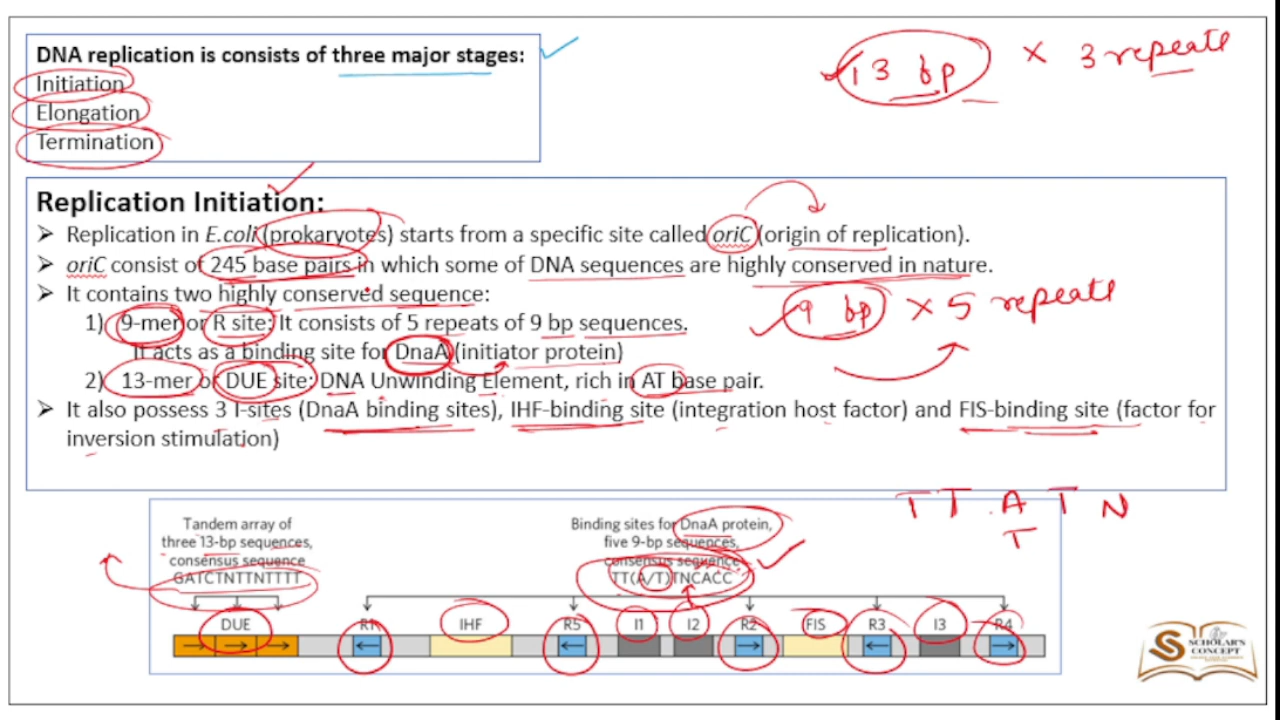 DNA replication is consists of three major stages:
Initiation
Elongation
Termination
13 bp × 3 repeats
Replication Initiation:
➤ Replication in E.coli (prokaryotes) starts from a specific site called oriC (origin of replication).
➤ oriC consist of 245 base pairs in which some of DNA sequences are highly conserved in nature.
➤ It contains two highly conserved sequence:
1) 9-mer or R site: It consists of 5 repeats of 9 bp sequences.
9 bp × 5 repeats
It acts as a binding site for DnaA (initiator protein)
2) 13-mer or DUE site: DNA Unwinding Element, rich in AT base pair.
➤ It also possess 3 I-sites (DnaA binding sites), IHF-binding site (integration host factor) and FIS-binding site (factor for
inversion stimulation)
T T A T N
T
Tandem array of
three 13-bp sequences,
consensus sequence
GATCTNTTNTTTT
Binding sites for DnaA protein,
five 9-bp sequences,
consensus sequence
TT(A/T)TNCACC
DUE R1 IHF R5 I1 I2 R2 FIS R3 I3 R4
SCHOLAR'S
CONCEPT